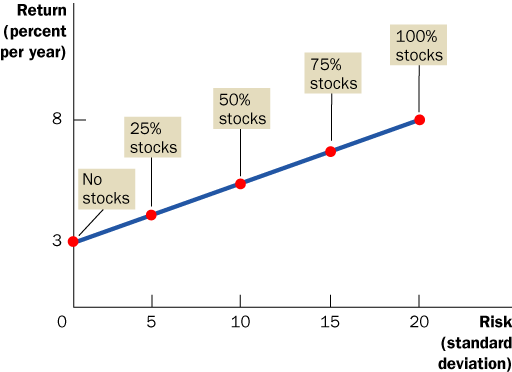 Return
(percent
per year)
100%
stocks
75%
stocks
50%
stocks
8
25%
stocks
No
stocks
3
0
5
10
15
20
Risk
(standard
deviation)